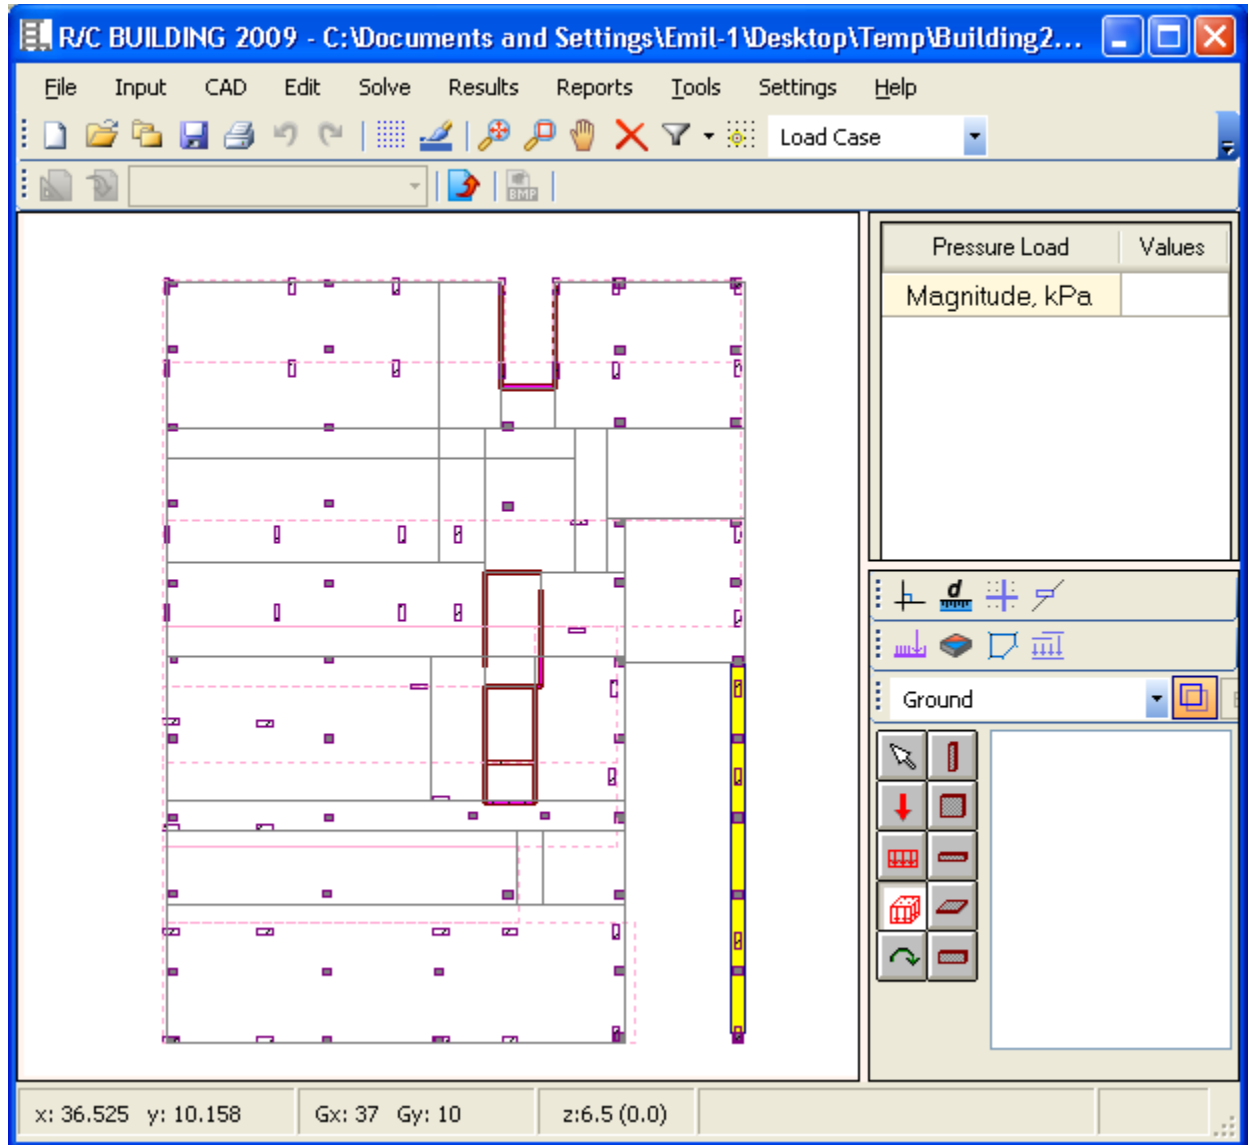 R/C BUILDING 2009 - C:\Documents and Settings\Emil-1\Desktop\Temp\Building2...
File Input CAD Edit Solve Results Reports Tools Settings Help
Load Case
BMP
Pressure Load Values
Magnitude, kPa
d
Ground
x: 36.525 y: 10.158 Gx: 37 Gy: 10 z:6.5 (0.0)